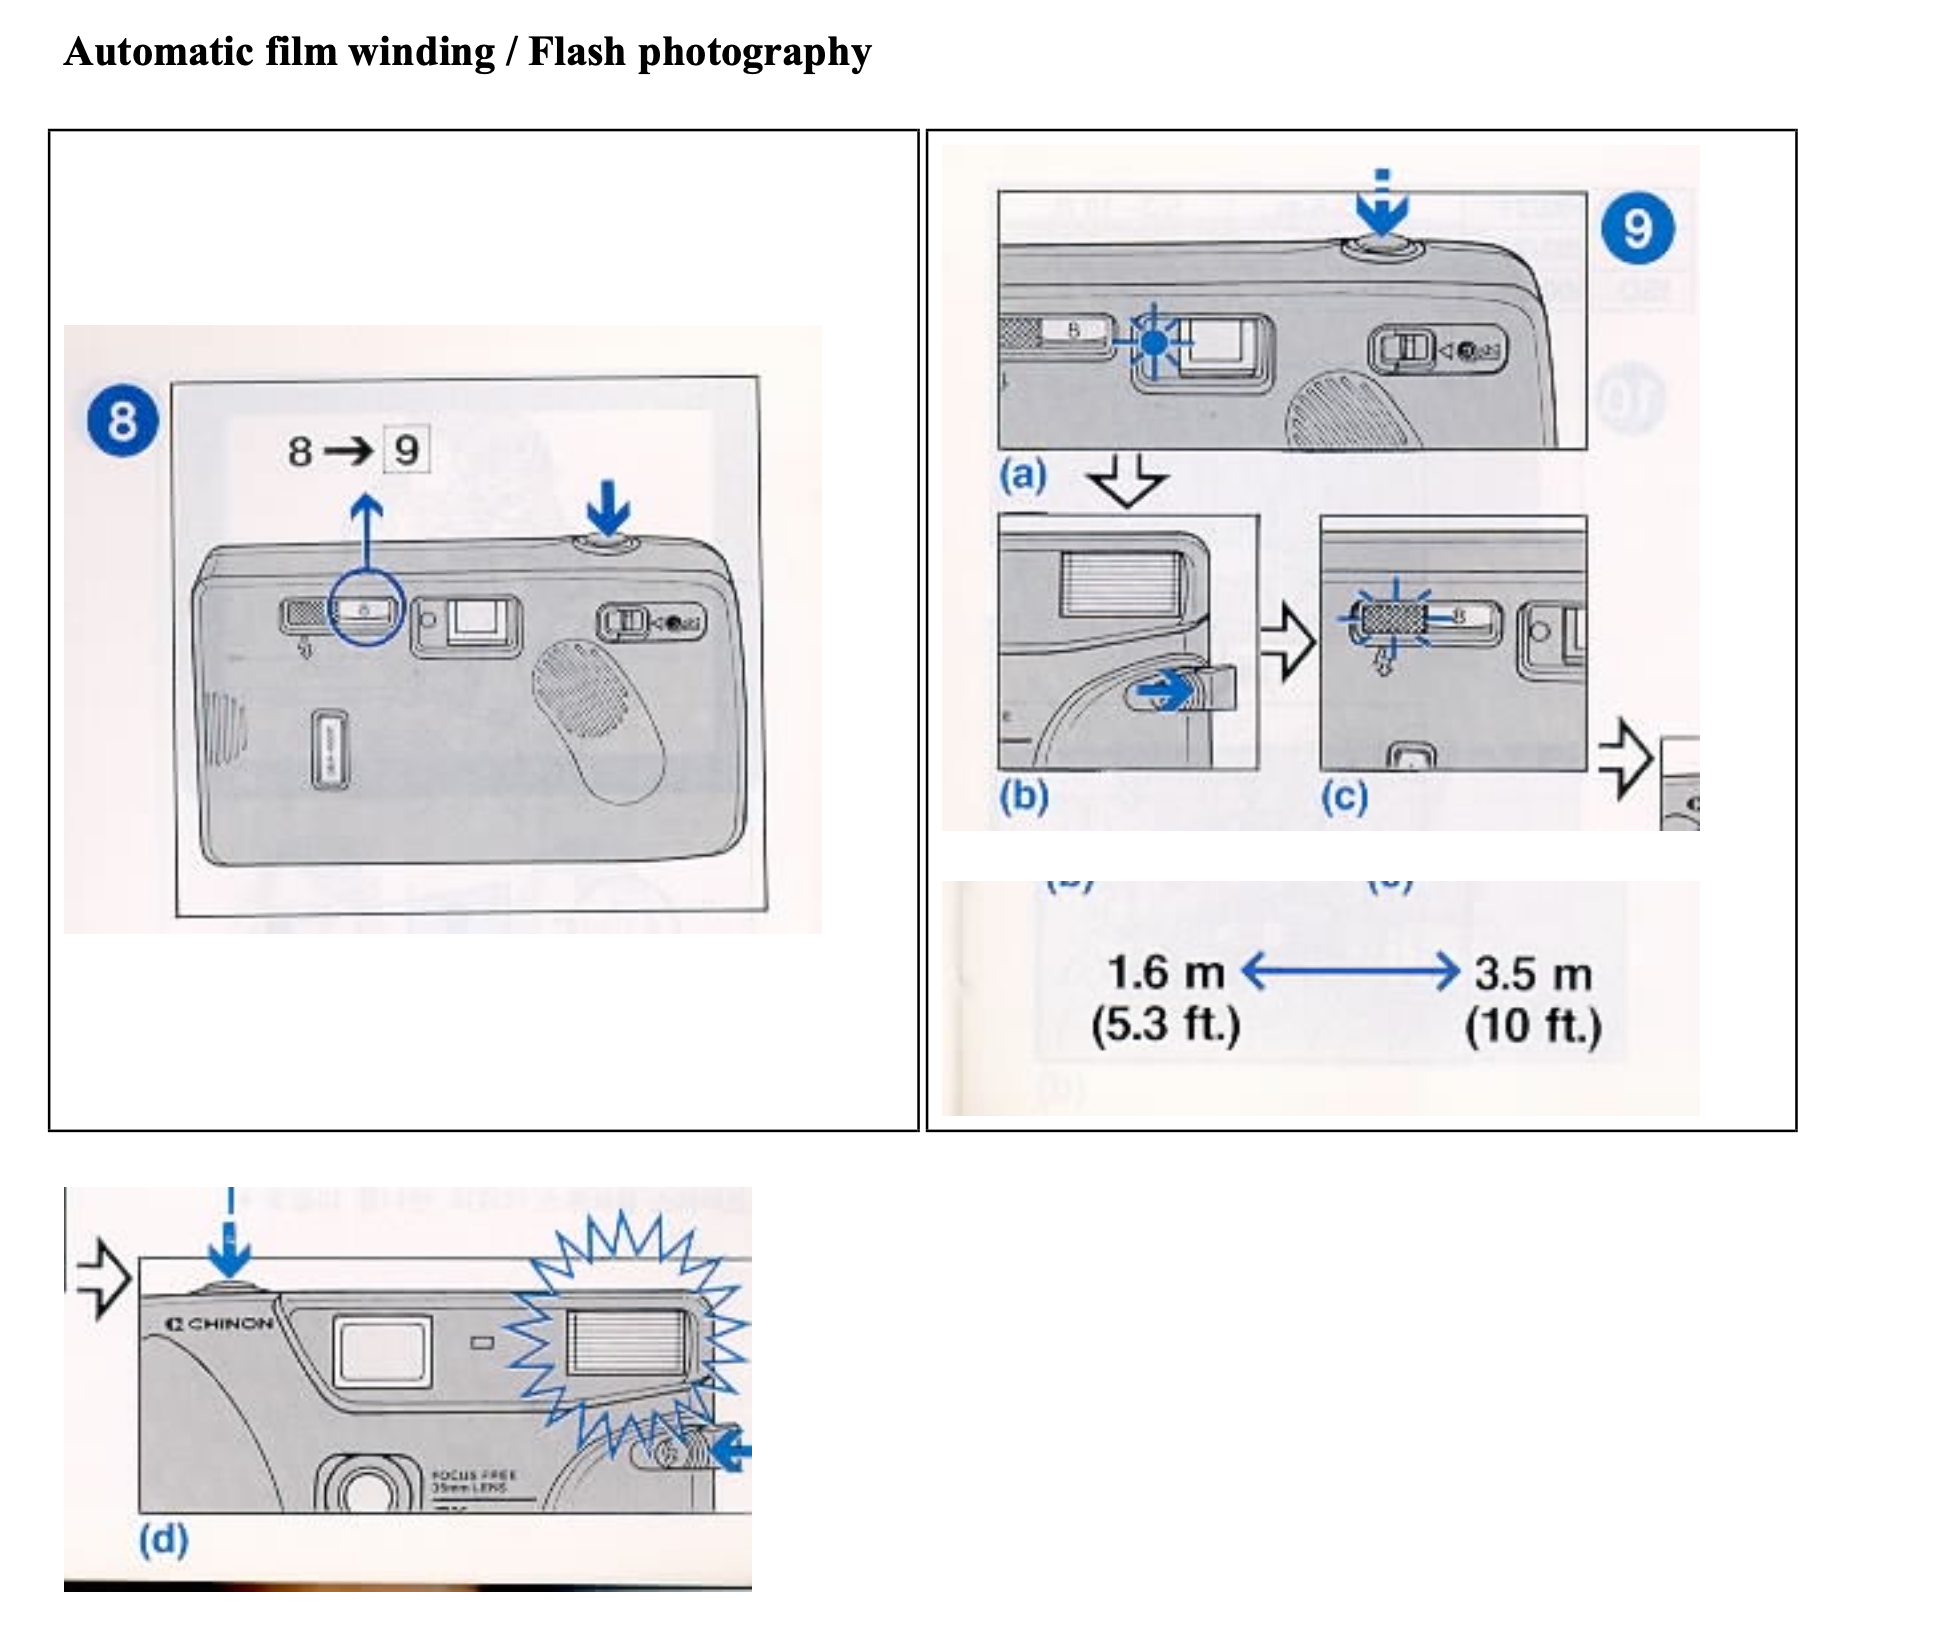 Automatic film winding / Flash photography
8
8 → 9
8
9
B
(a)
B
(b)
(c)
1.6 m ↔ 3.5 m
(5.3 ft.) (10 ft.)
CHINON
FOCUS FREE
35mm LENS
(d)